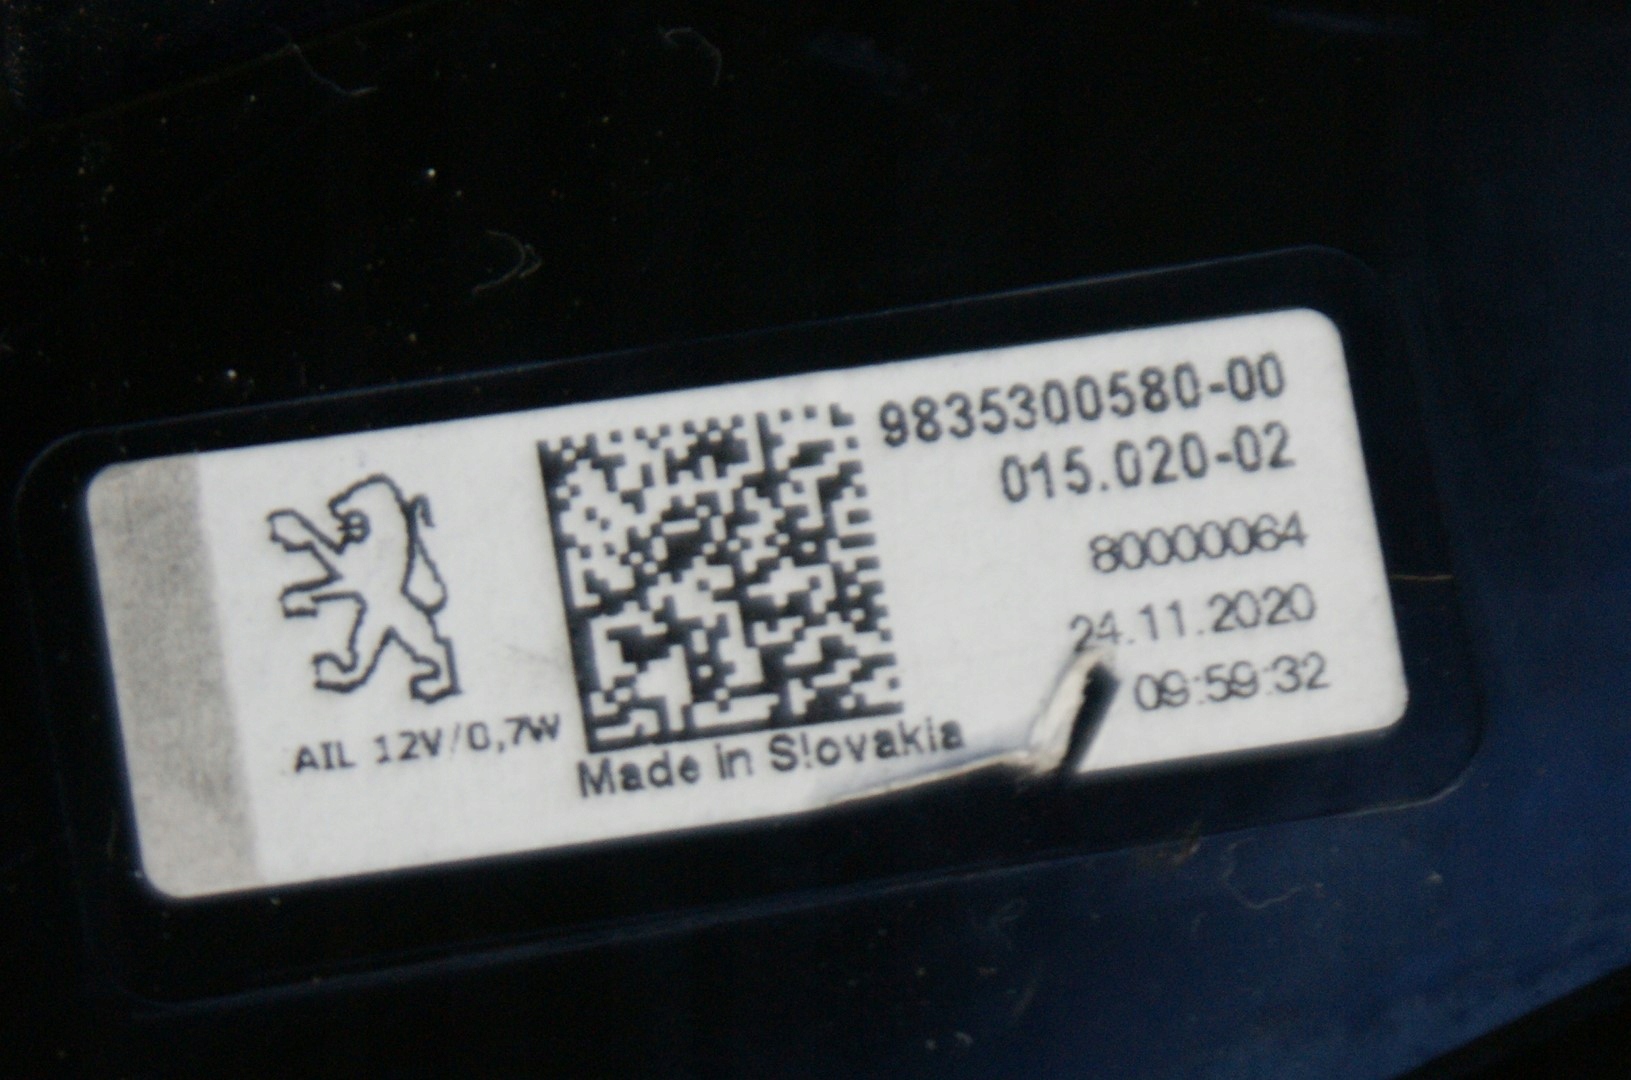 9835300580-00
015.020-02
80000064
24.11.2020
09:59:32
AIL 12V/0,7W
Made in Slovakia